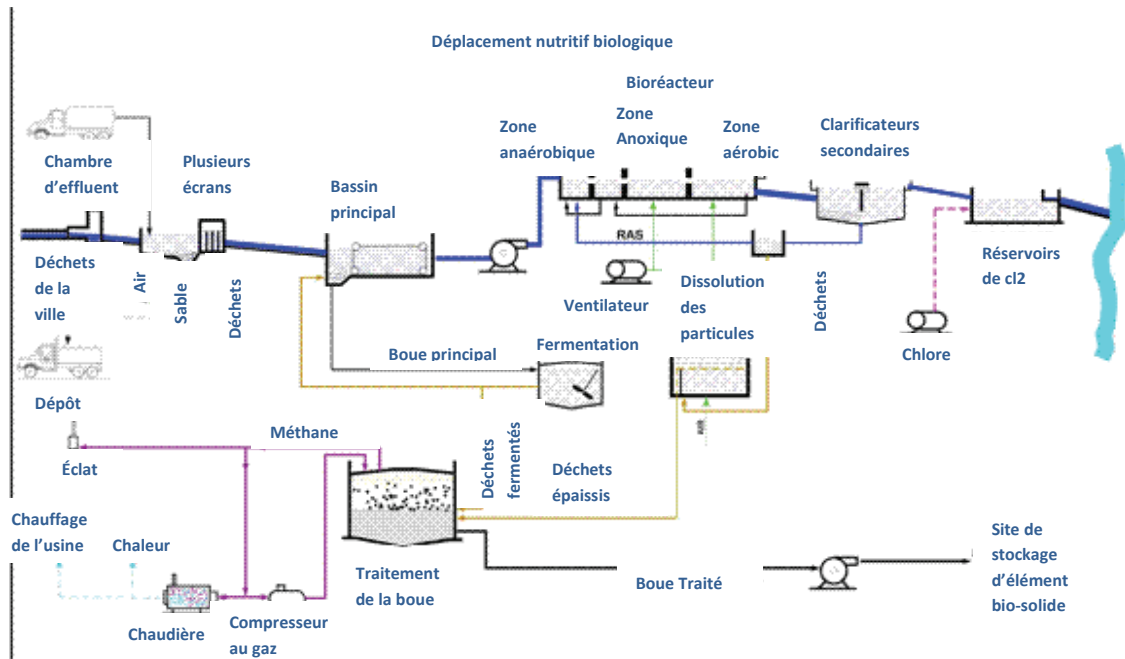 Déplacement nutritif biologique
Bioréacteur
Zone
anaérobique
Zone
Anoxique
Zone
aérobic
Clarificateurs
secondaires
Chambre
d'effluent
Plusieurs
écrans
Bassin
principal
RAS
Déchets
de la
ville
Air
Sable
Déchets
Ventilateur
Dissolution
des
particules
Déchets
Réservoirs
de cl2
Chlore
Boue principal
Fermentation
Dépôt
AIR
Méthane
Éclat
Déchets
fermentés
Déchets
épaissis
Chauffage
de l'usine
Chaleur
Traitement
de la boue
Boue Traité
Site de
stockage
d'élément
bio-solide
Chaudière
Compresseur
au gaz